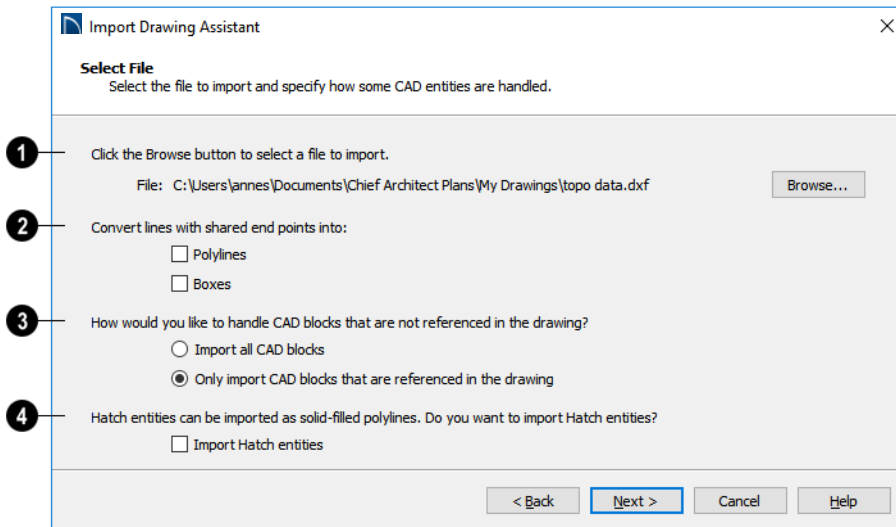 Import Drawing Assistant
Select File
Select the file to import and specify how some CAD entities are handled.
1 Click the Browse button to select a file to import.
File: C:\Users\annes\Documents\Chief Architect Plans\My Drawings\topo data.dxf Browse...
2 Convert lines with shared end points into:
Polylines
Boxes
3 How would you like to handle CAD blocks that are not referenced in the drawing?
Import all CAD blocks
Only import CAD blocks that are referenced in the drawing
4 Hatch entities can be imported as solid-filled polylines. Do you want to import Hatch entities?
Import Hatch entities
< Back Next > Cancel Help